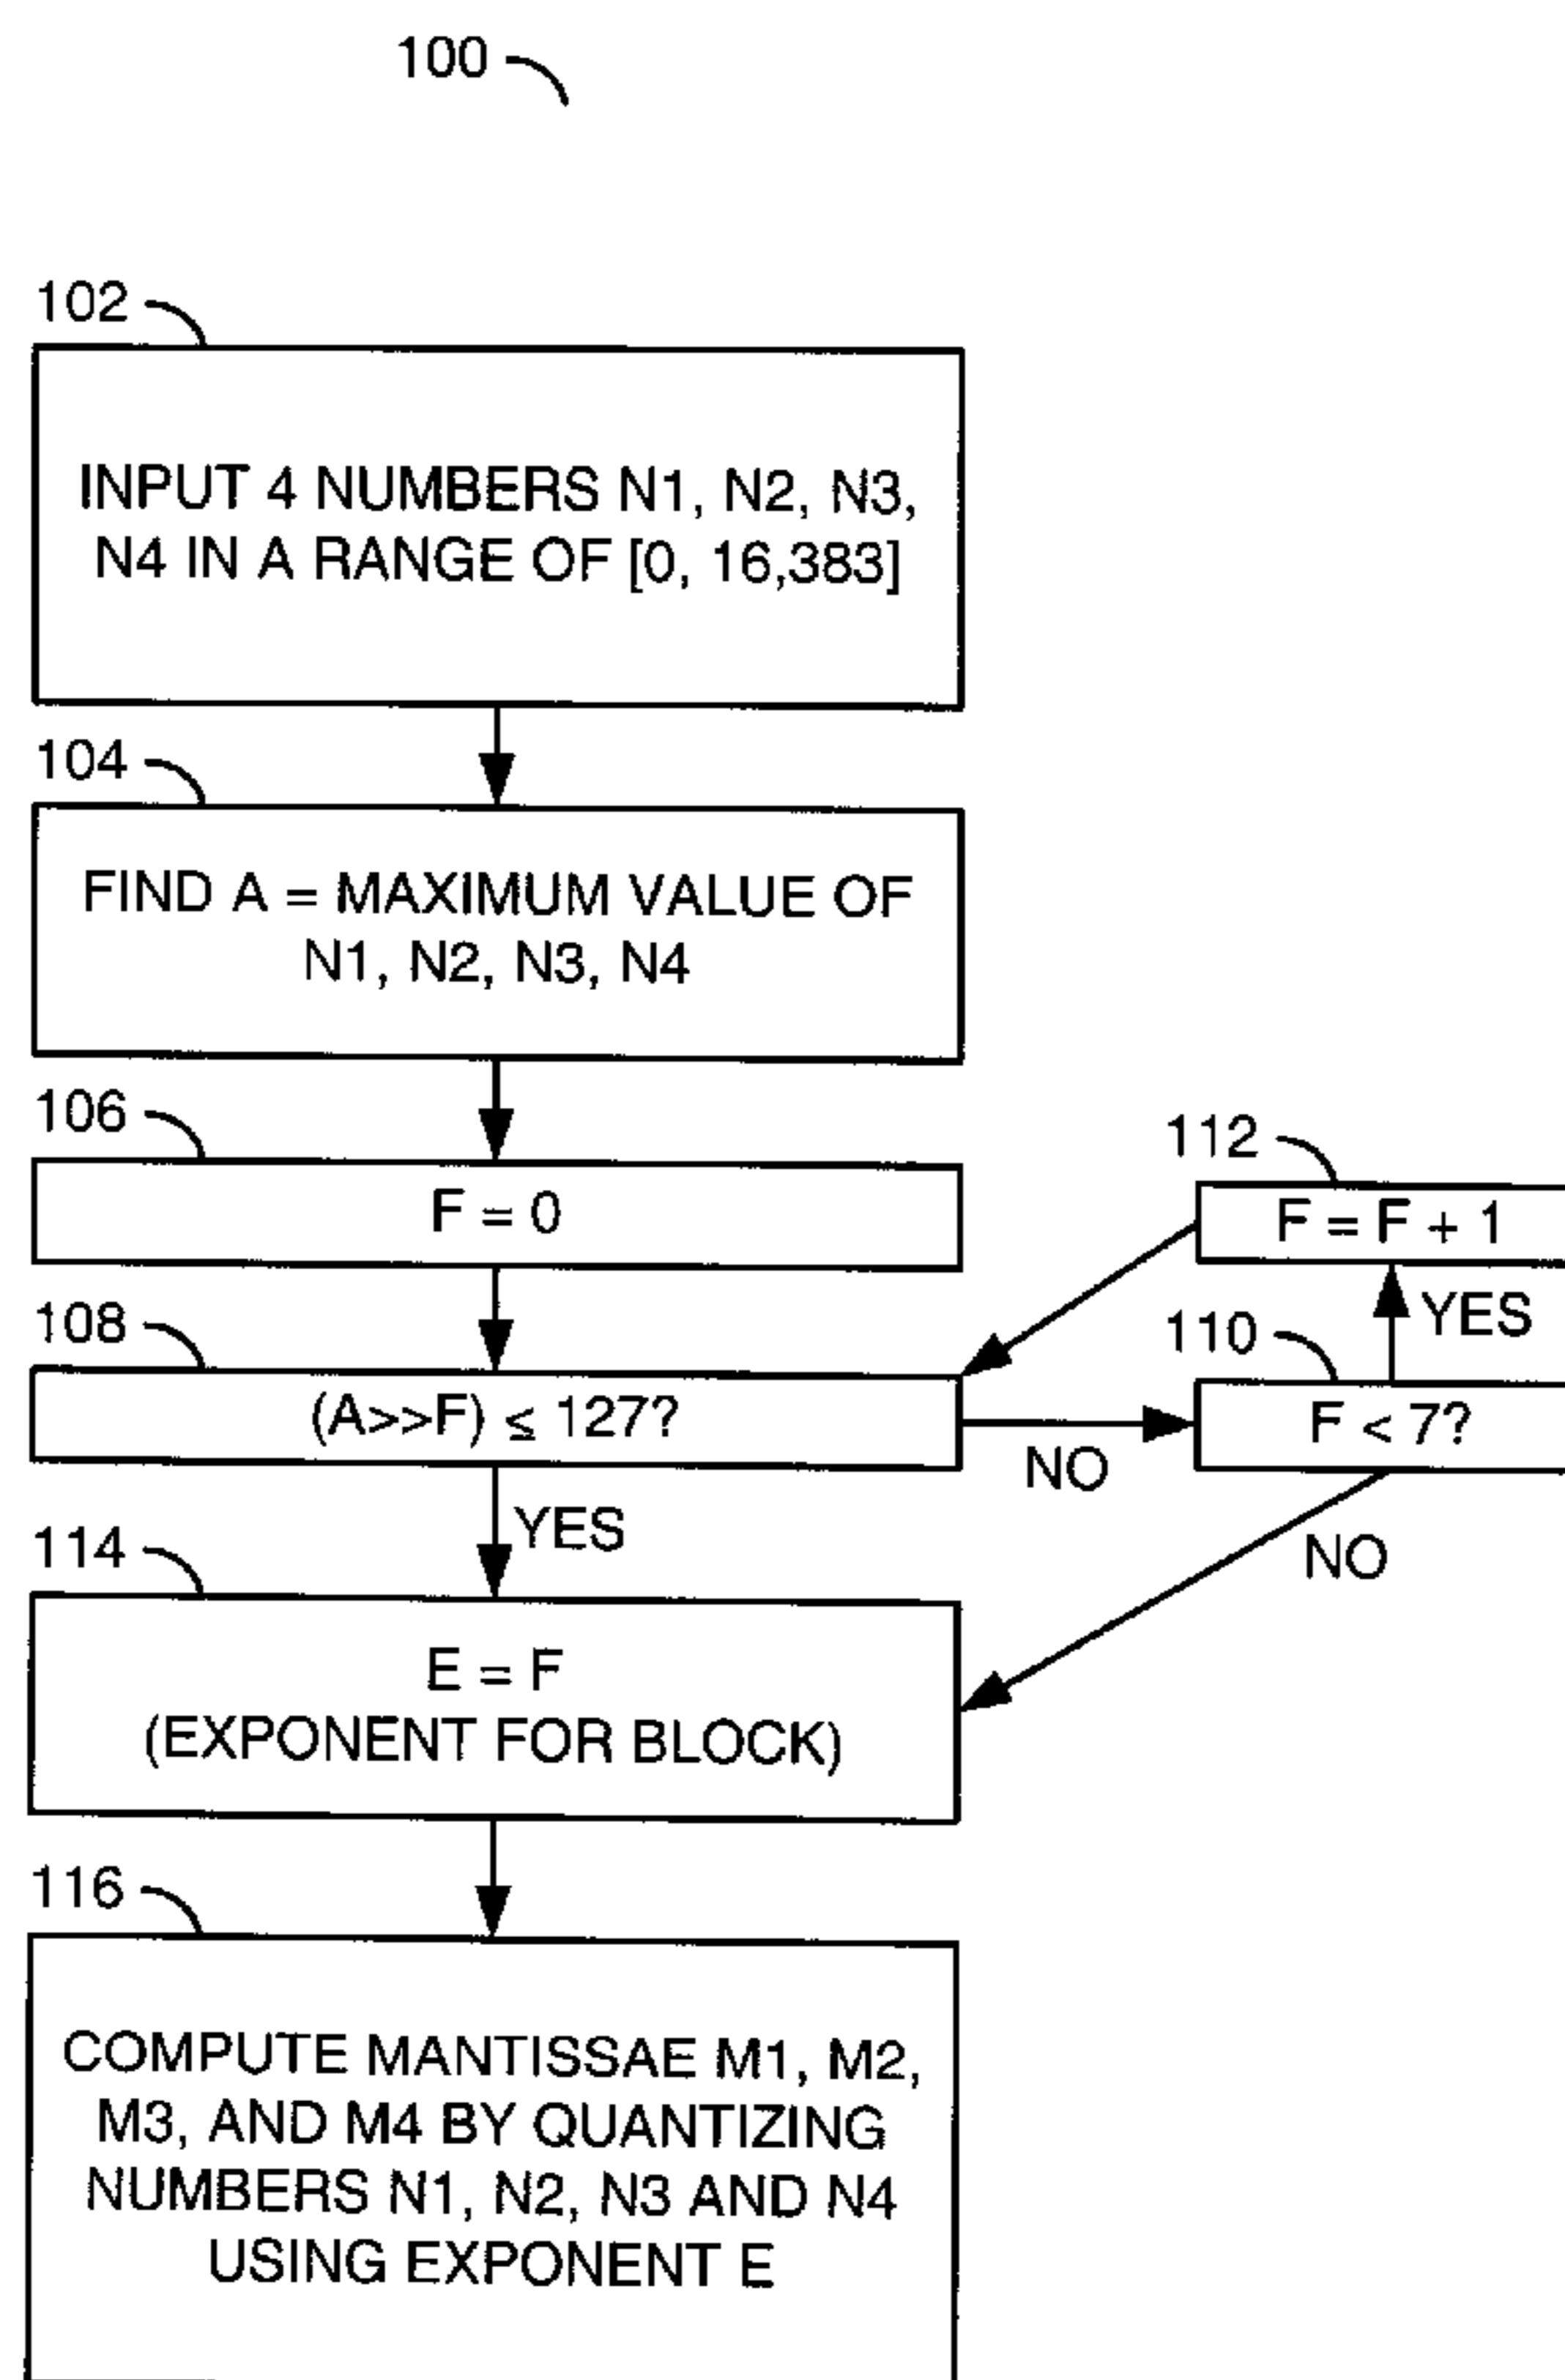 100
102
INPUT 4 NUMBERS N1, N2, N3,
N4 IN A RANGE OF [0, 16,383]
104
FIND A = MAXIMUM VALUE OF
N1, N2, N3, N4
106
F = 0
112
F = F + 1
YES
108
(A>>F) ≤ 127?
NO
110
F < 7?
YES
NO
114
E = F
(EXPONENT FOR BLOCK)
116
COMPUTE MANTISSAE M1, M2,
M3, AND M4 BY QUANTIZING
NUMBERS N1, N2, N3 AND N4
USING EXPONENT E